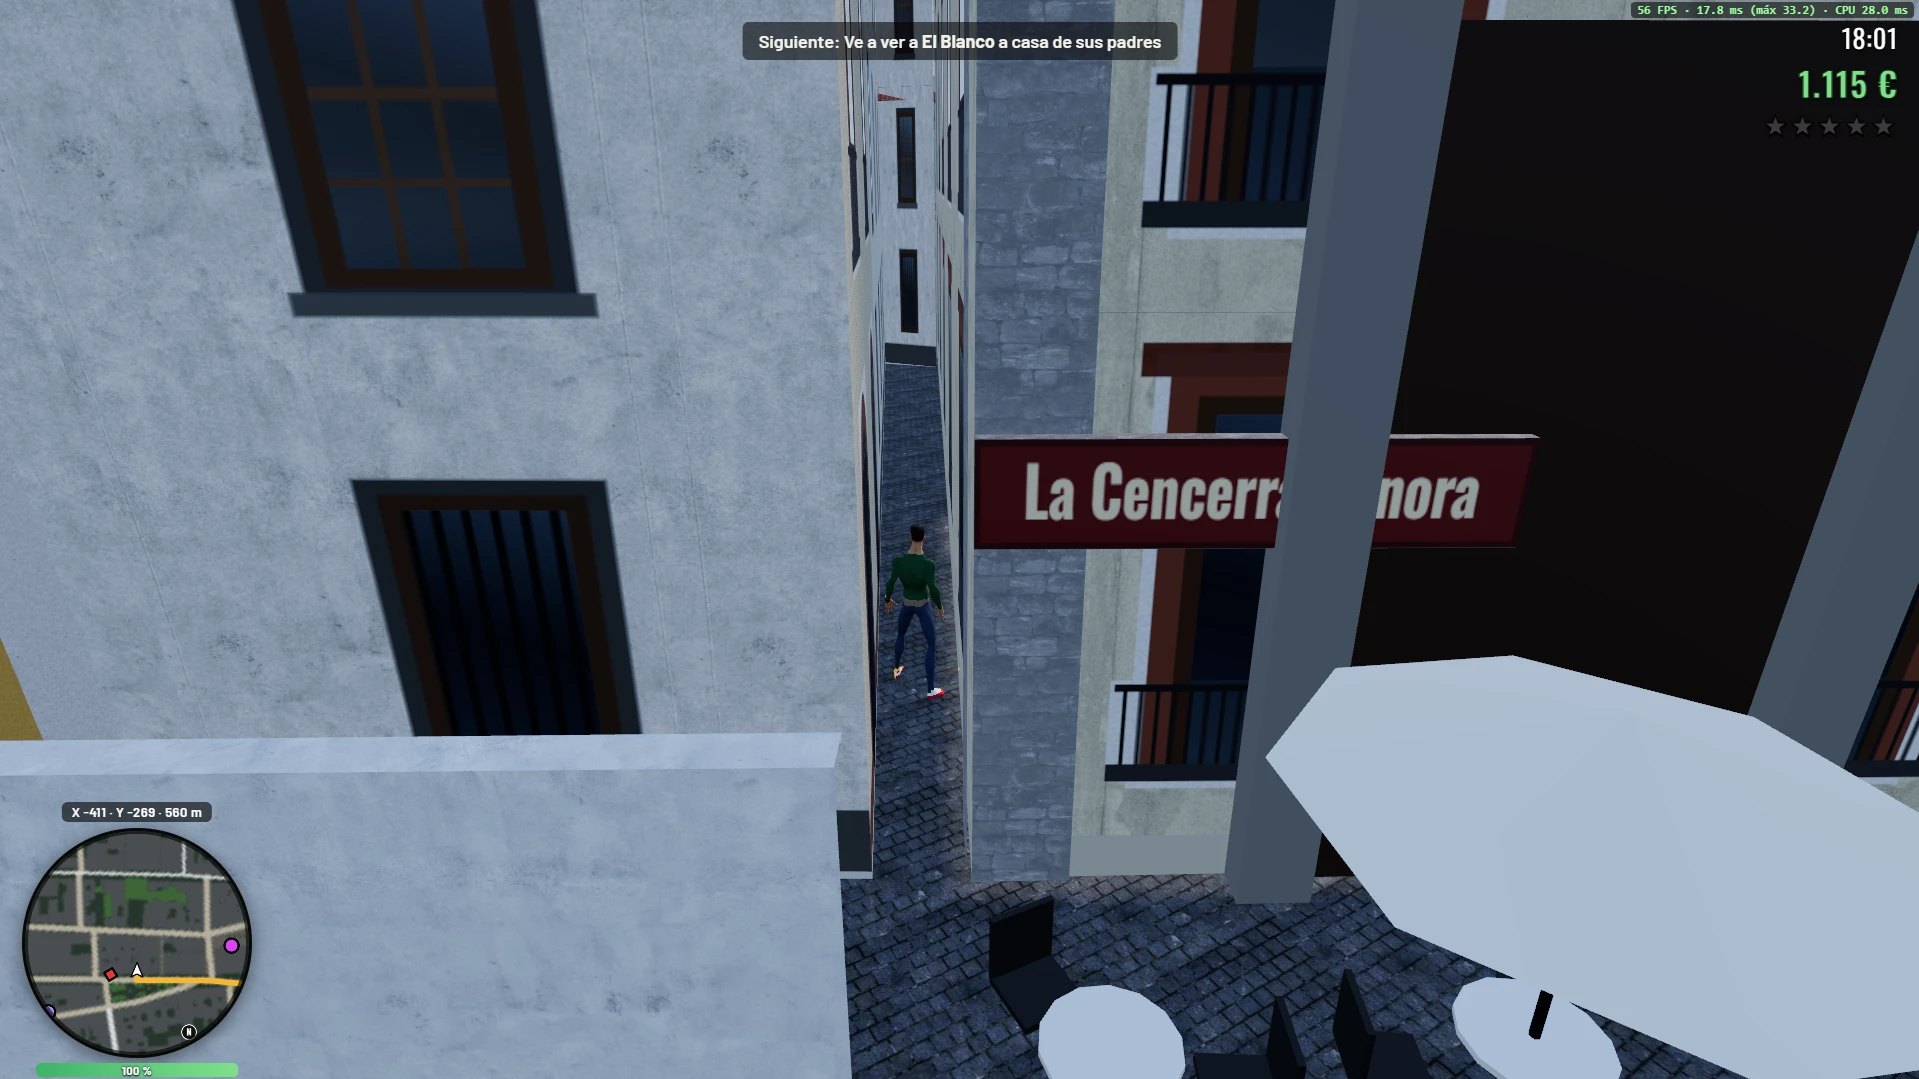 56 FPS · 17.8 ms (máx 33.2) · CPU 28.0 ms
Siguiente: Ve a ver a El Blanco a casa de sus padres
18:01
1.115 €
La Cencerra nora
X -411 · Y -269 · 560 m
N
100 %